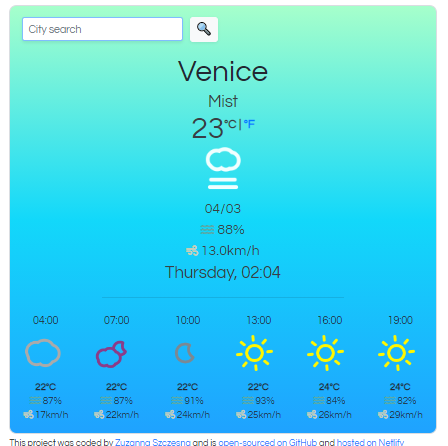 City search
Venice
Mist
23°C | °F
04/03
88%
13.0km/h
Thursday, 02:04
04:00 07:00 10:00 13:00 16:00 19:00
22°C 22°C 22°C 22°C 24°C 24°C
87% 87% 91% 93% 84% 82%
17km/h 22km/h 24km/h 25km/h 26km/h 29km/h
This project was coded by Zuzanna Szczesna and is open-sourced on GitHub and hosted on Netlify